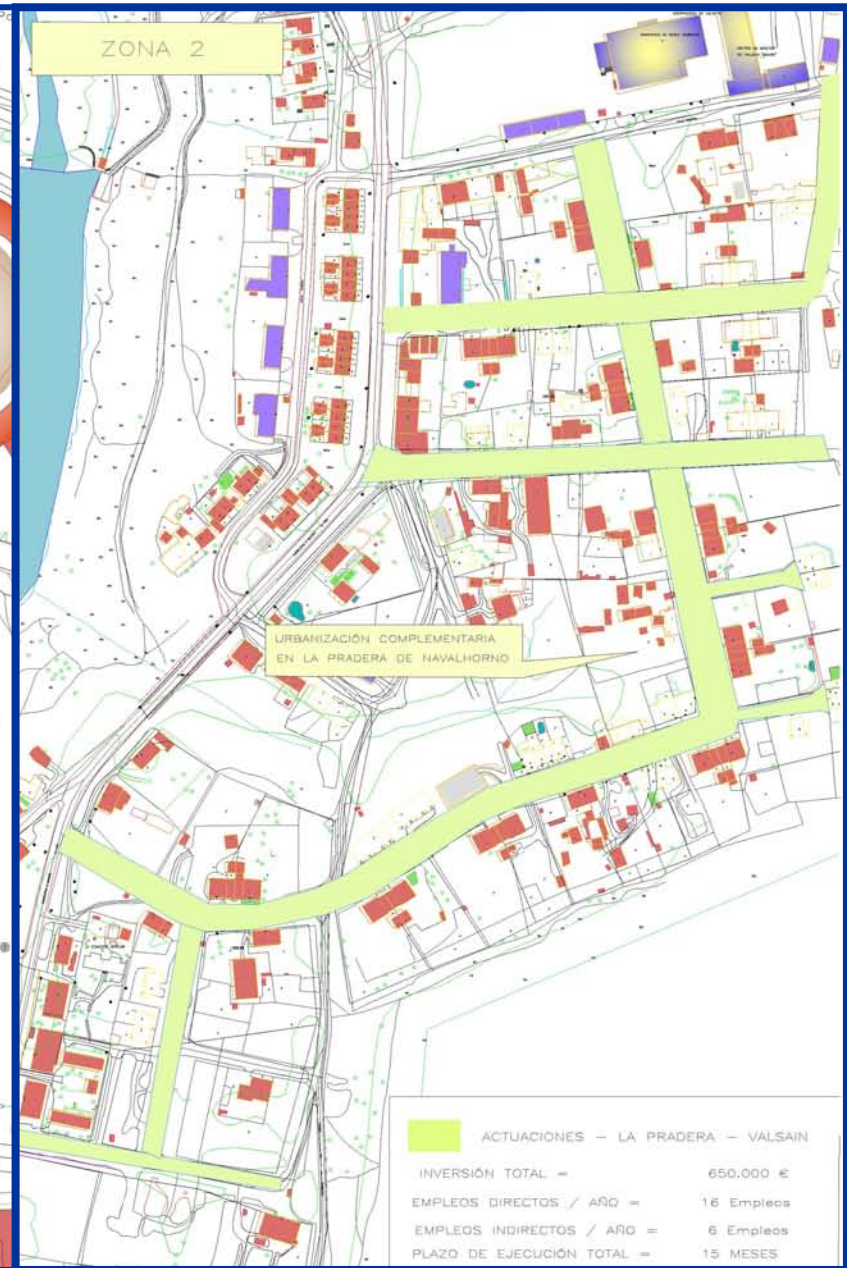 ZONA 2
URBANIZACIÓN COMPLEMENTARIA
EN LA PRADERA DE NAVALHORNO
ACTUACIONES – LA PRADERA – VALSAIN
INVERSIÓN TOTAL = 650.000 €
EMPLEOS DIRECTOS / AÑO = 16 Empleos
EMPLEOS INDIRECTOS / AÑO = 6 Empleos
PLAZO DE EJECUCIÓN TOTAL = 15 MESES